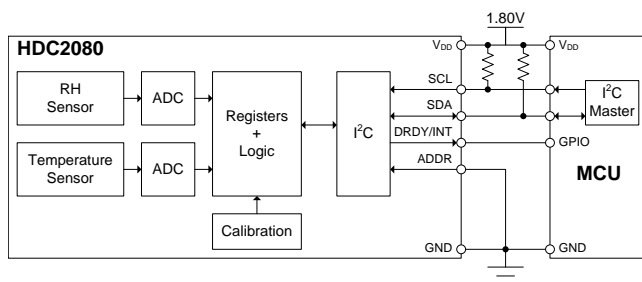 1.80V
HDC2080
VDD
VDD
RH
Sensor
ADC
Registers
+
Logic
I2C
SCL
SDA
DRDY/INT
ADDR
I2C
Master
GPIO
MCU
Temperature
Sensor
ADC
Calibration
GND
GND